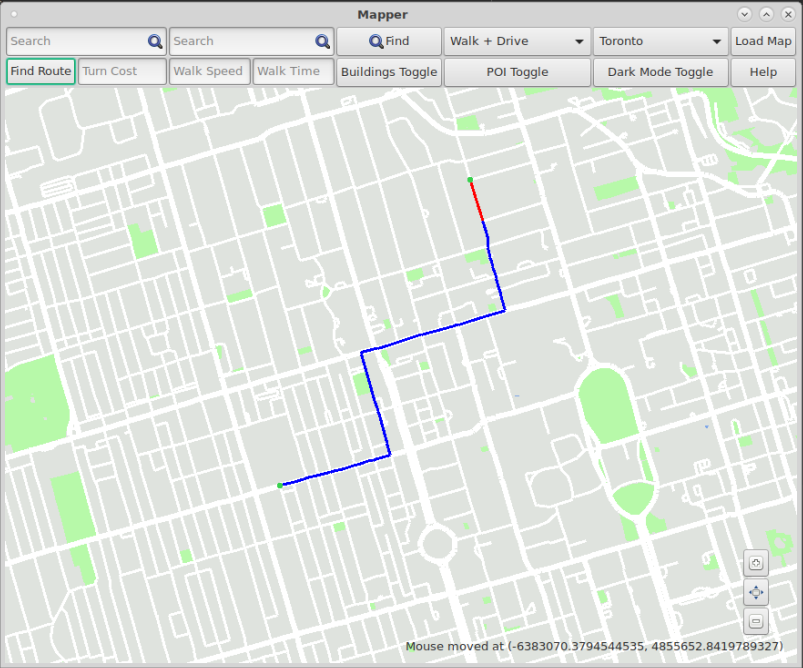 Mapper
Search Search Find Walk + Drive Toronto Load Map
Find Route Turn Cost Walk Speed Walk Time Buildings Toggle POI Toggle Dark Mode Toggle Help
Mouse moved at (-6383070.3794544535, 4855652.8419789327)